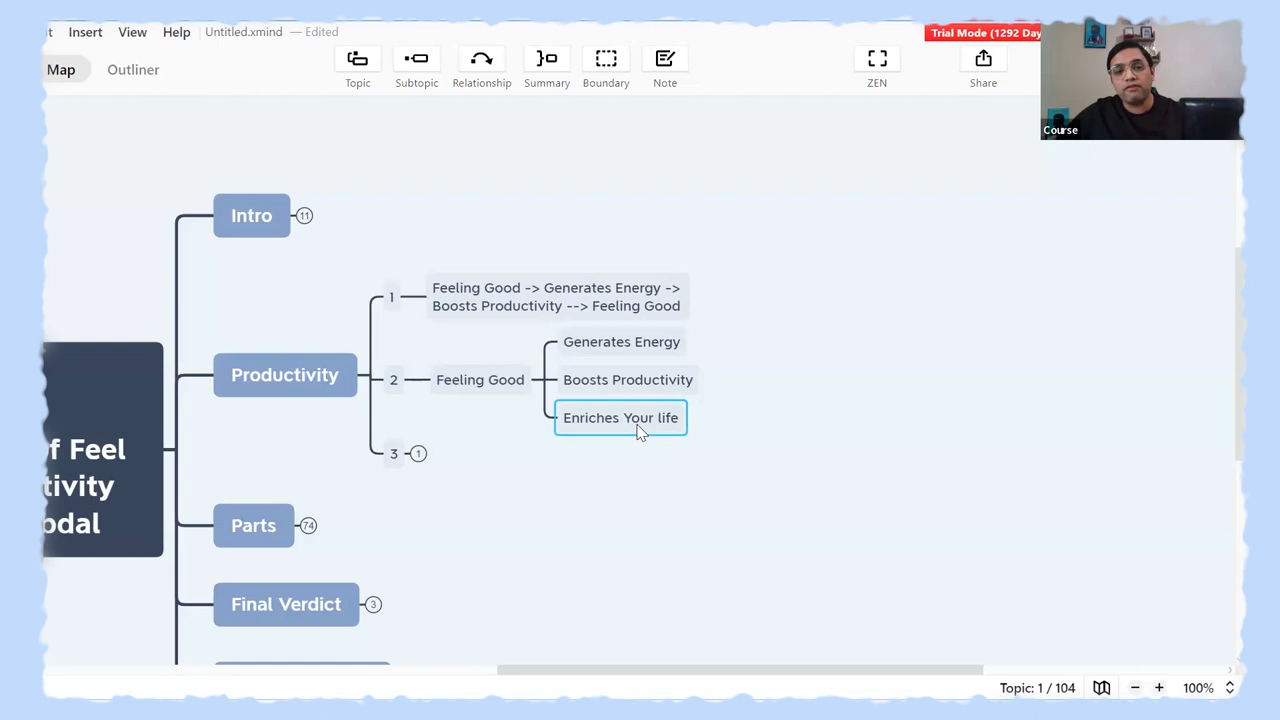 Insert View Help Untitled.xmind — Edited
Trial Mode (1292 Day
Map Outliner
Topic Subtopic Relationship Summary Boundary Note ZEN Share
Course
Intro 11
1 Feeling Good -> Generates Energy ->
Boosts Productivity --> Feeling Good
Generates Energy
Productivity 2 Feeling Good Boosts Productivity
Enriches Your life
3 1
Feel
Parts 74
Final Verdict 3
Topic: 1 / 104 100%